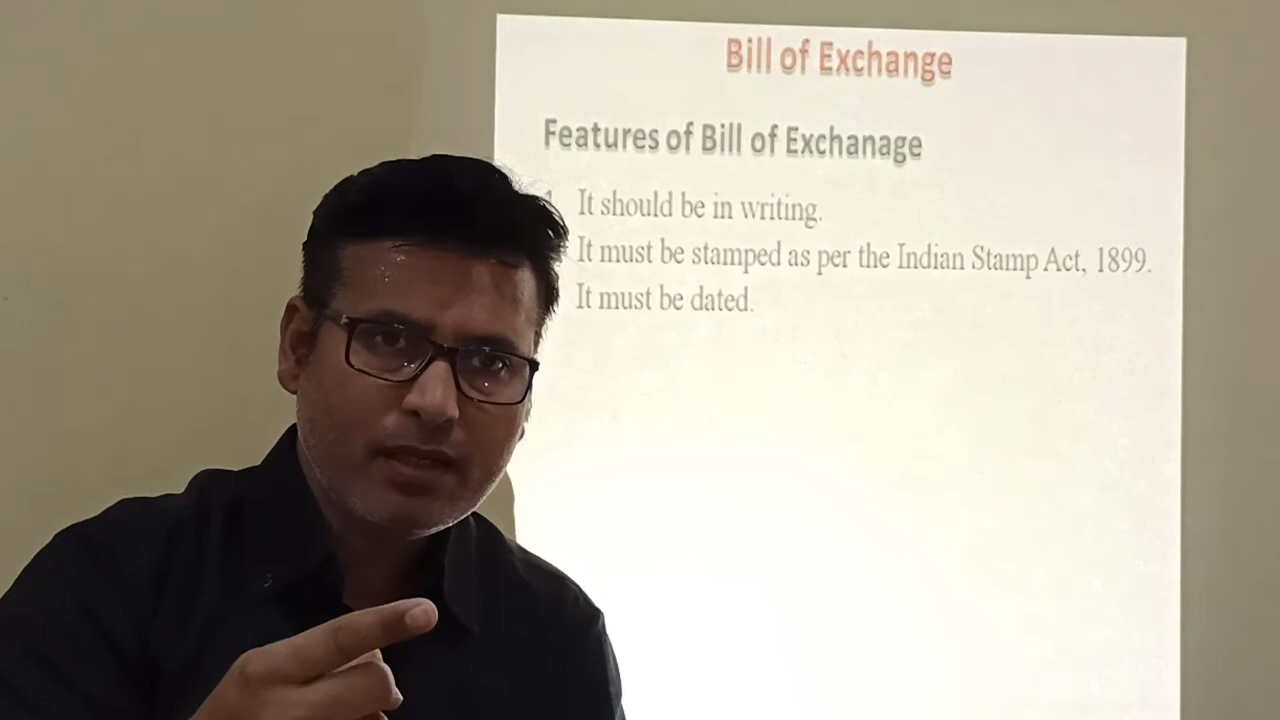 Bill of Exchange
Features of Bill of Exchanage
1. It should be in writing.
It must be stamped as per the Indian Stamp Act, 1899.
It must be dated.